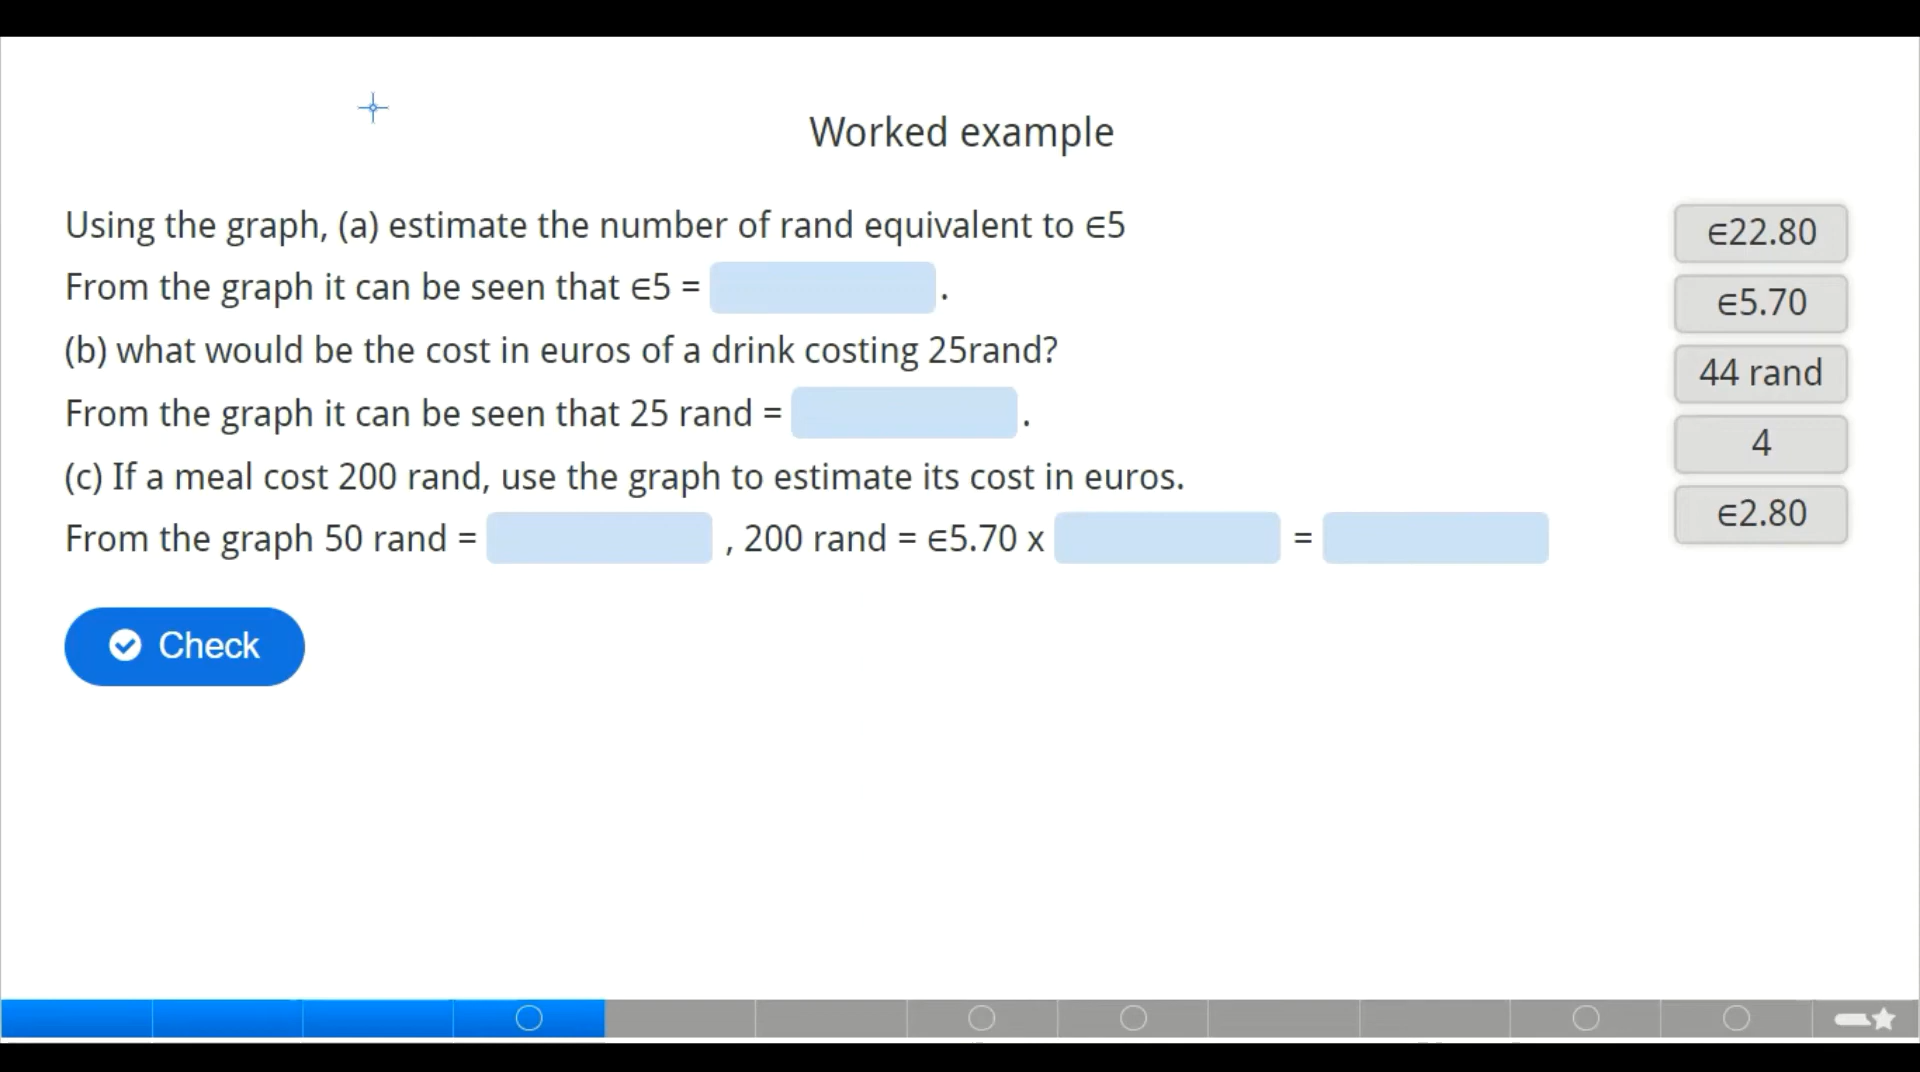 Worked example
Using the graph, (a) estimate the number of rand equivalent to ∈5
From the graph it can be seen that ∈5 = .
(b) what would be the cost in euros of a drink costing 25rand?
From the graph it can be seen that 25 rand = .
(c) If a meal cost 200 rand, use the graph to estimate its cost in euros.
From the graph 50 rand = , 200 rand = ∈5.70 x =
∈22.80
∈5.70
44 rand
4
∈2.80
Check